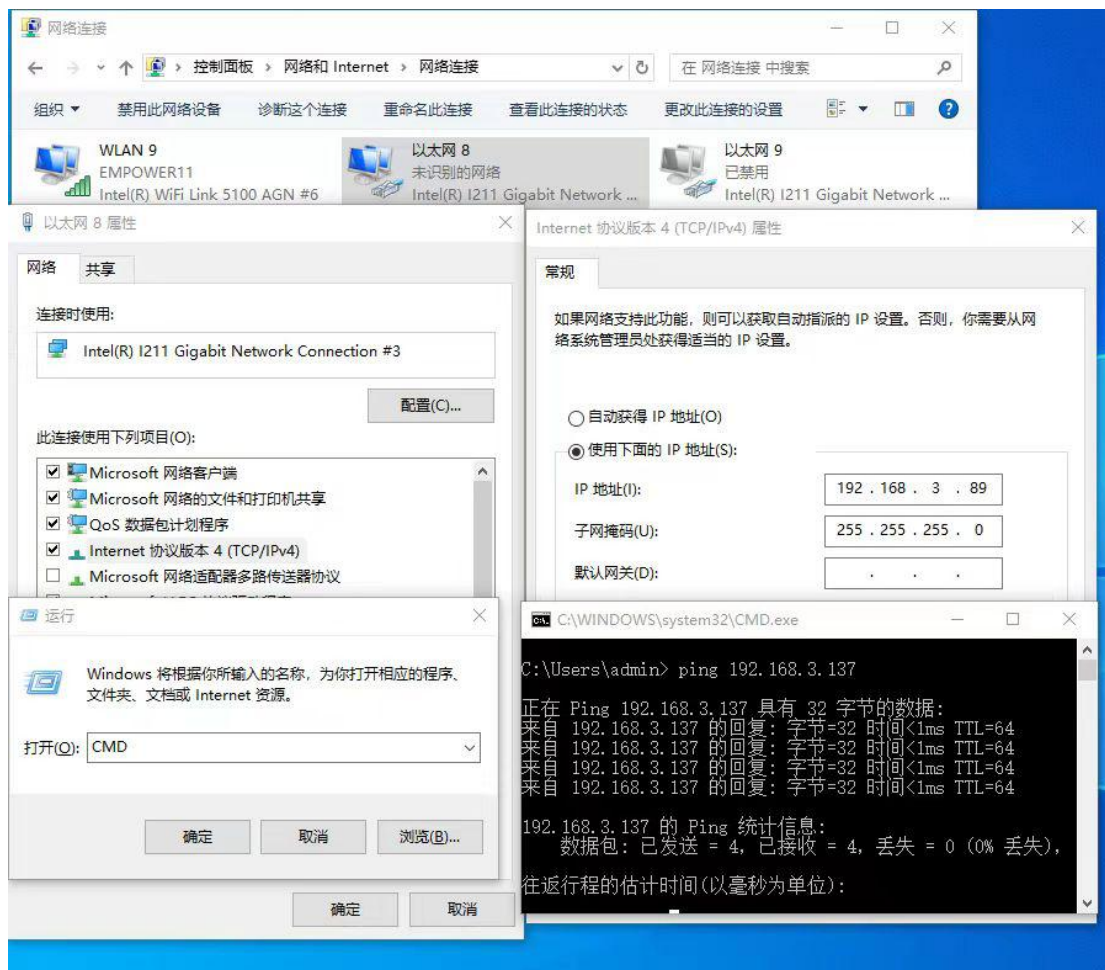 网络连接
控制面板 › 网络和 Internet › 网络连接
在 网络连接 中搜索
组织 禁用此网络设备 诊断这个连接 重命名此连接 查看此连接的状态 更改此连接的设置
WLAN 9
EMPOWER11
Intel(R) WiFi Link 5100 AGN #6
以太网 8
未识别的网络
Intel(R) I211 Gigabit Network ...
以太网 9
已禁用
Intel(R) I211 Gigabit Network ...
以太网 8 属性
网络 共享
连接时使用:
Intel(R) I211 Gigabit Network Connection #3
配置(C)...
此连接使用下列项目(O):
Microsoft 网络客户端
Microsoft 网络的文件和打印机共享
QoS 数据包计划程序
Internet 协议版本 4 (TCP/IPv4)
Microsoft 网络适配器多路传送器协议
Internet 协议版本 4 (TCP/IPv4) 属性
常规
如果网络支持此功能，则可以获取自动指派的 IP 设置。否则，你需要从网
络系统管理员处获得适当的 IP 设置。
自动获得 IP 地址(O)
使用下面的 IP 地址(S):
IP 地址(I): 192 . 168 . 3 . 89
子网掩码(U): 255 . 255 . 255 . 0
默认网关(D): . . .
运行
Windows 将根据你所输入的名称，为你打开相应的程序、
文件夹、文档或 Internet 资源。
打开(O): CMD
确定 取消 浏览(B)...
确定 取消
C:\WINDOWS\system32\CMD.exe
C:\Users\admin> ping 192.168.3.137
正在 Ping 192.168.3.137 具有 32 字节的数据:
来自 192.168.3.137 的回复: 字节=32 时间<1ms TTL=64
来自 192.168.3.137 的回复: 字节=32 时间<1ms TTL=64
来自 192.168.3.137 的回复: 字节=32 时间<1ms TTL=64
来自 192.168.3.137 的回复: 字节=32 时间<1ms TTL=64
192.168.3.137 的 Ping 统计信息:
数据包: 已发送 = 4, 已接收 = 4, 丢失 = 0 (0% 丢失),
往返行程的估计时间(以毫秒为单位):